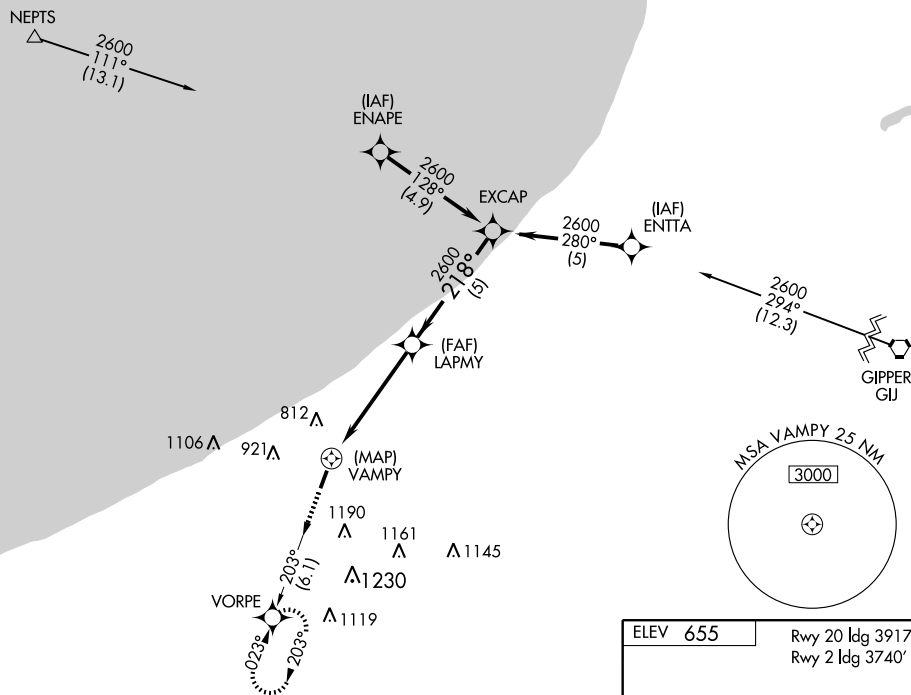 NEPTS
2600
111°
(13.1)
(IAF)
ENAPE
2600
128°
(4.9)
EXCAP
2600
280°
(5)
(IAF)
ENTTA
2600
218°
(5)
2600
294°
(12.3)
GIPPER
GIJ
(FAF)
LAPMY
812
1106
921
(MAP)
VAMPY
MSA VAMPY 25 NM
3000
1190
1161
1145
203°
(6.1)
1230
VORPE
1119
023°
203°
ELEV 655
Rwy 20 ldg 3917'
Rwy 2 ldg 3740'